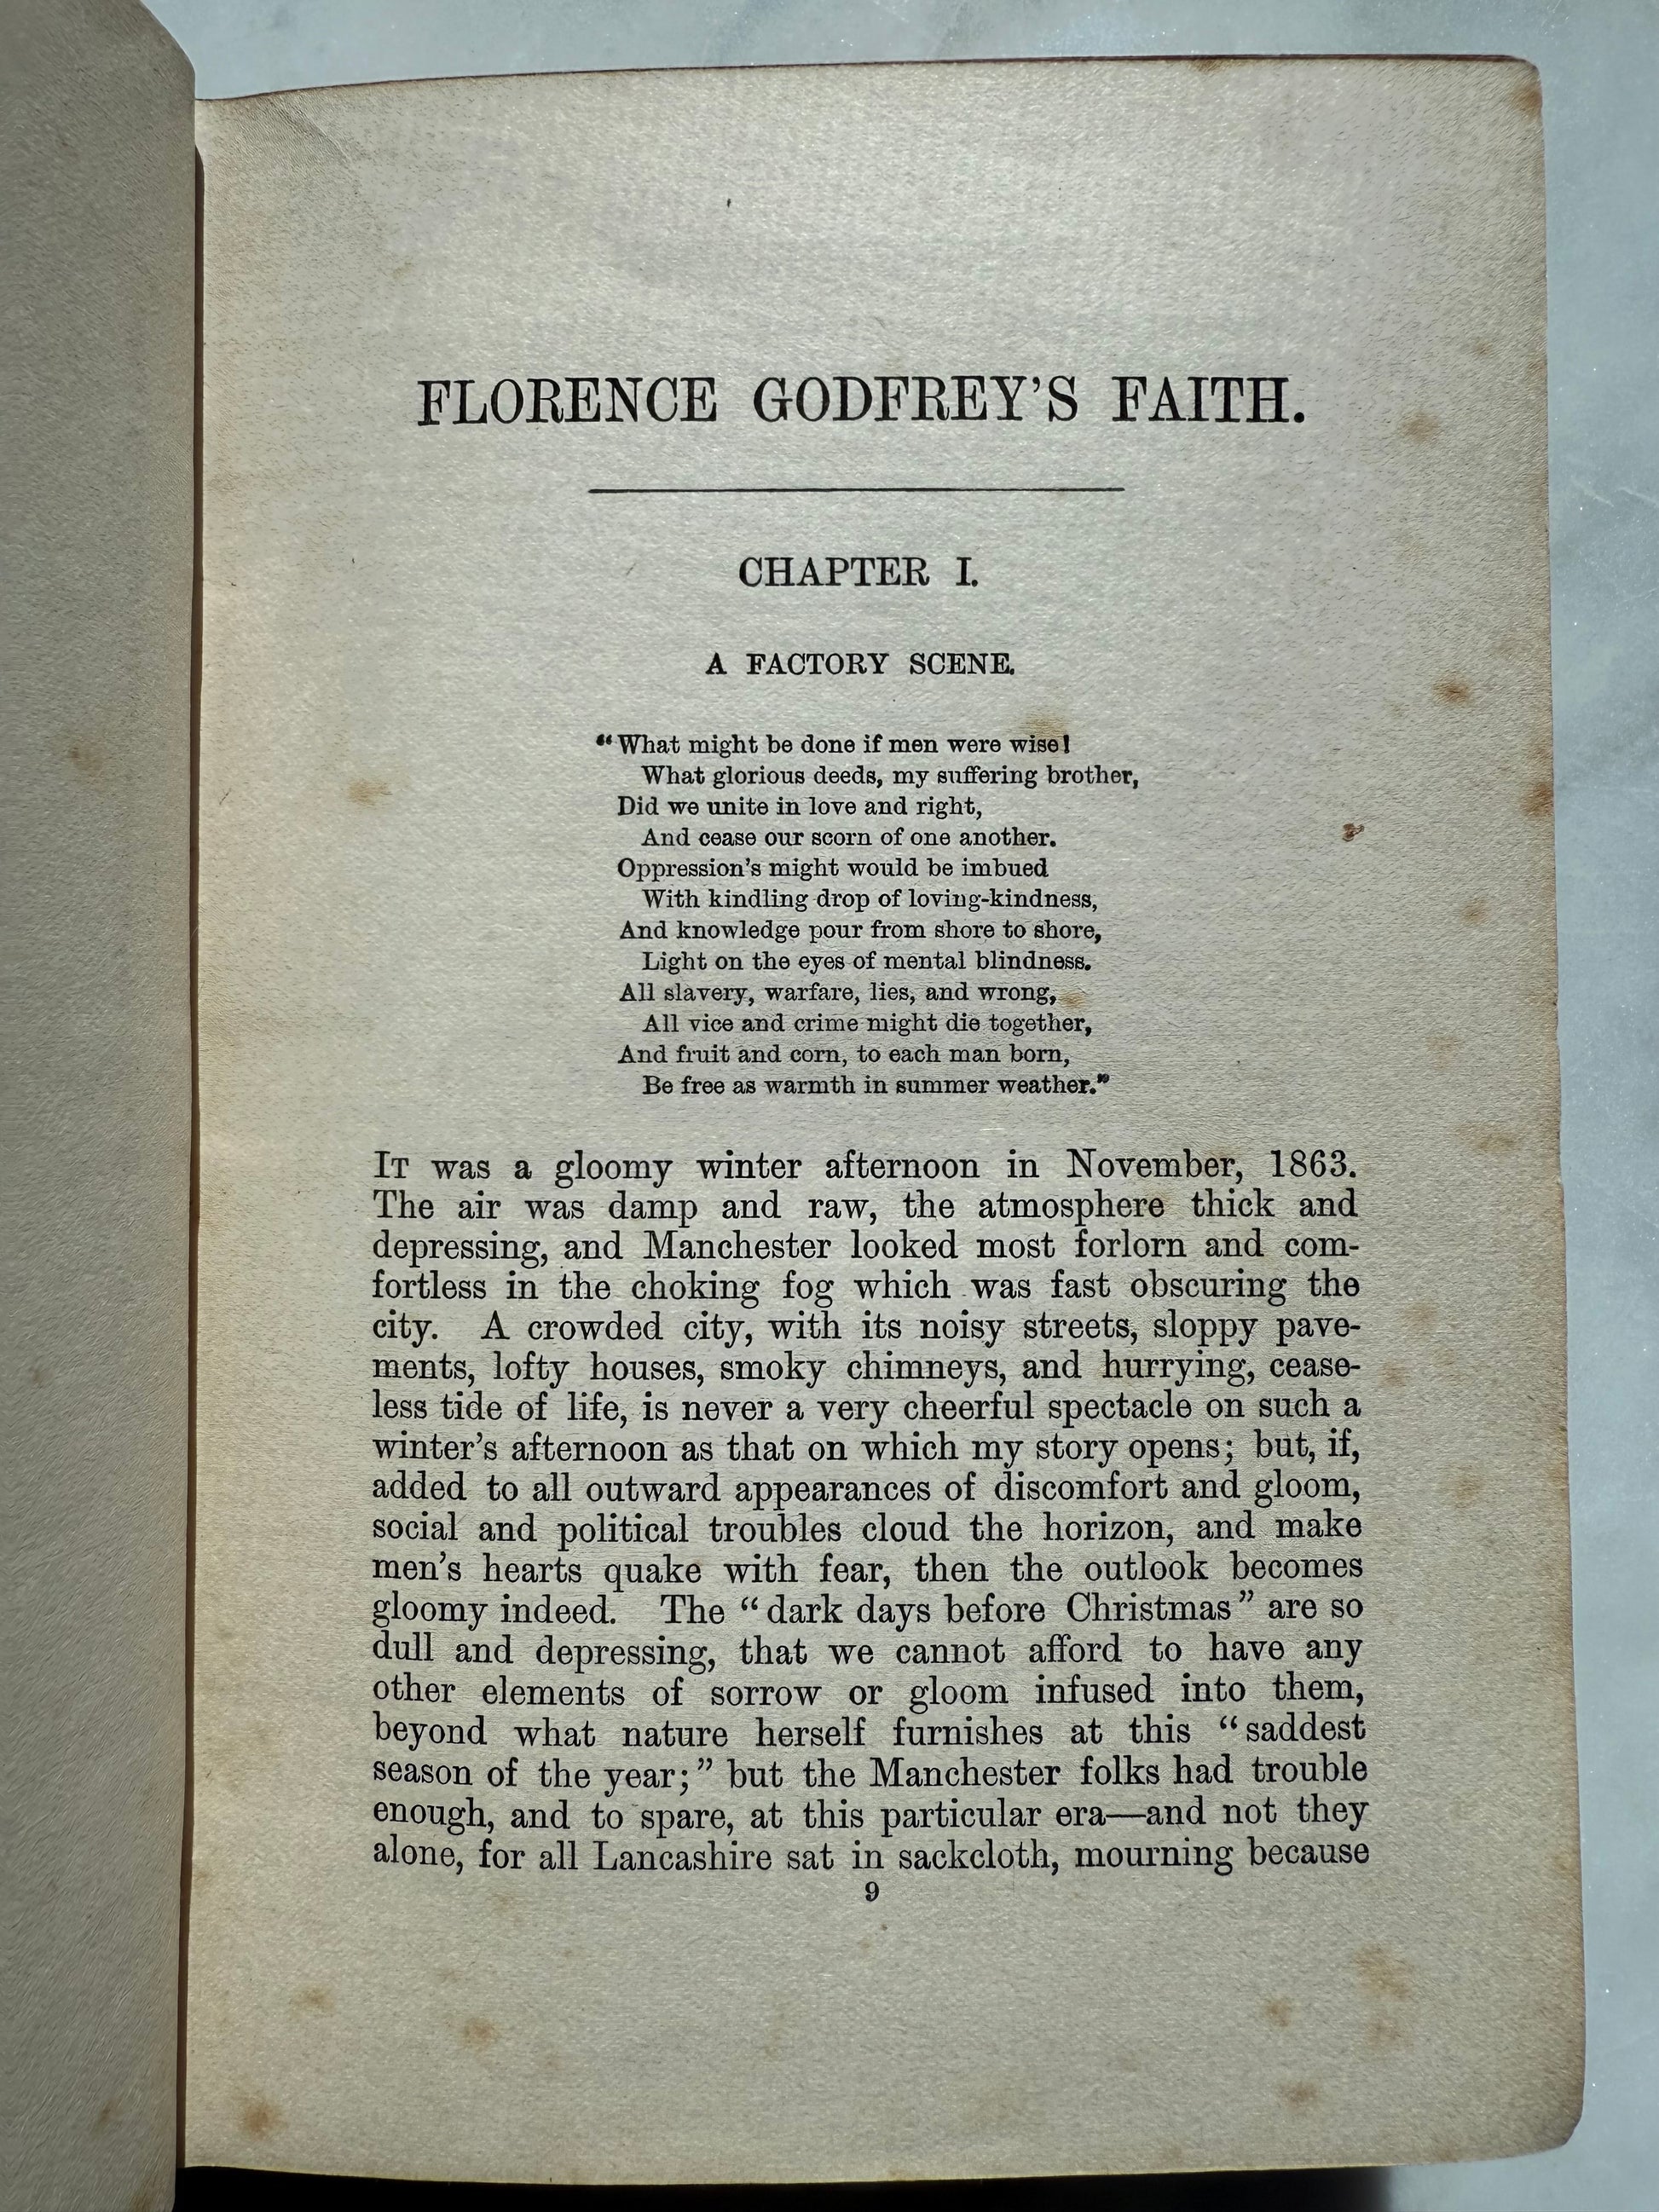 FLORENCE GODFREY'S FAITH.
CHAPTER I.
A FACTORY SCENE.
“What might be done if men were wise!
What glorious deeds, my suffering brother,
Did we unite in love and right,
And cease our scorn of one another.
Oppression's might would be imbued
With kindling drop of loving-kindness,
And knowledge pour from shore to shore,
Light on the eyes of mental blindness.
All slavery, warfare, lies, and wrong,
All vice and crime might die together,
And fruit and corn, to each man born,
Be free as warmth in summer weather.”
IT was a gloomy winter afternoon in November, 1863.
The air was damp and raw, the atmosphere thick and
depressing, and Manchester looked most forlorn and com-
fortless in the choking fog which was fast obscuring the
city. A crowded city, with its noisy streets, sloppy pave-
ments, lofty houses, smoky chimneys, and hurrying, cease-
less tide of life, is never a very cheerful spectacle on such a
winter's afternoon as that on which my story opens; but, if,
added to all outward appearances of discomfort and gloom,
social and political troubles cloud the horizon, and make
men's hearts quake with fear, then the outlook becomes
gloomy indeed. The “dark days before Christmas” are so
dull and depressing, that we cannot afford to have any
other elements of sorrow or gloom infused into them,
beyond what nature herself furnishes at this “saddest
season of the year;” but the Manchester folks had trouble
enough, and to spare, at this particular era—and not they
alone, for all Lancashire sat in sackcloth, mourning because
9